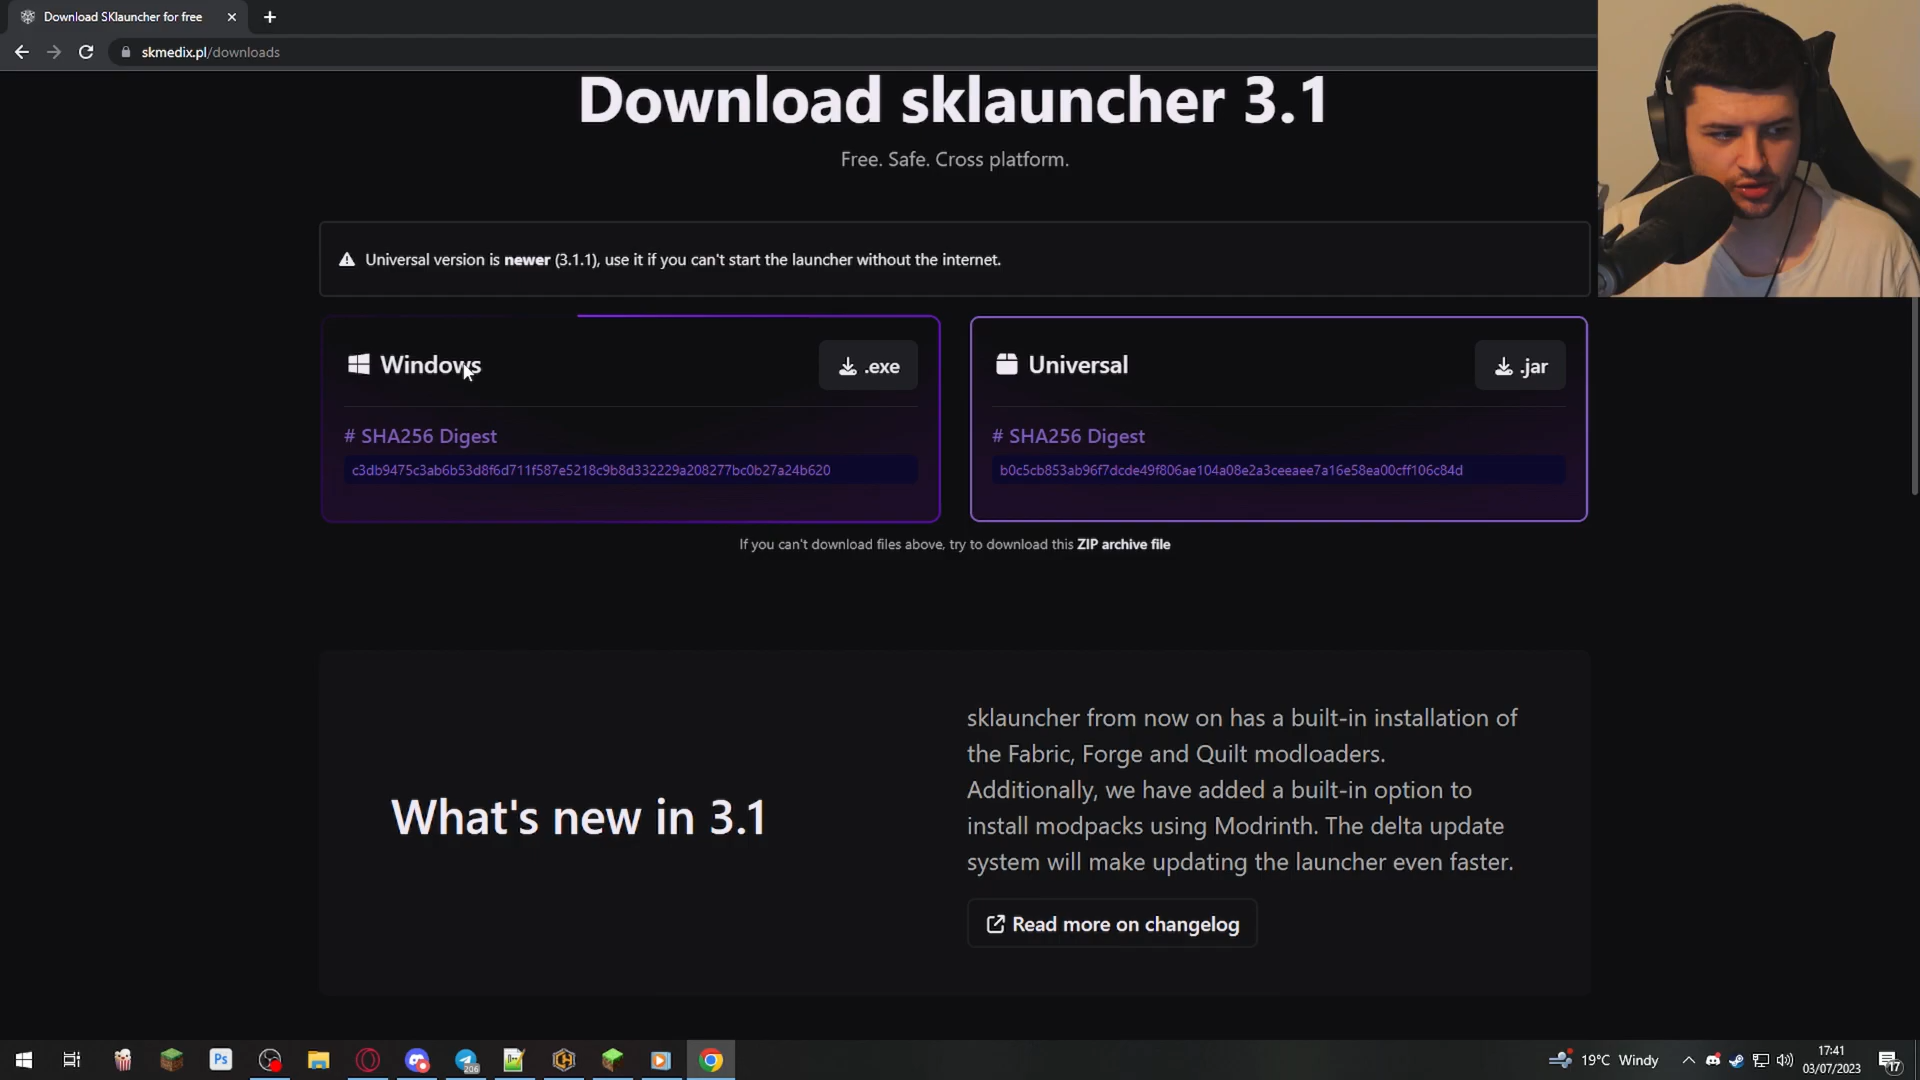 Download SKlauncher for free
skmedix.pl/downloads
Download sklauncher 3.1
Free. Safe. Cross platform.
Universal version is newer (3.1.1), use it if you can't start the launcher without the internet.
Windows
.exe
# SHA256 Digest
c3db9475c3ab6b53d8f6d711f587e5218c9b8d332229a208277bc0b27a24b620
Universal
.jar
# SHA256 Digest
b0c5cb853ab96f7dcde49f806ae104a08e2a3ceeaee7a16e58ea00cff106c84d
If you can't download files above, try to download this ZIP archive file
What's new in 3.1
sklauncher from now on has a built-in installation of
the Fabric, Forge and Quilt modloaders.
Additionally, we have added a built-in option to
install modpacks using Modrinth. The delta update
system will make updating the launcher even faster.
Read more on changelog
Ps
206
19°C Windy
17:41
03/07/2023
17